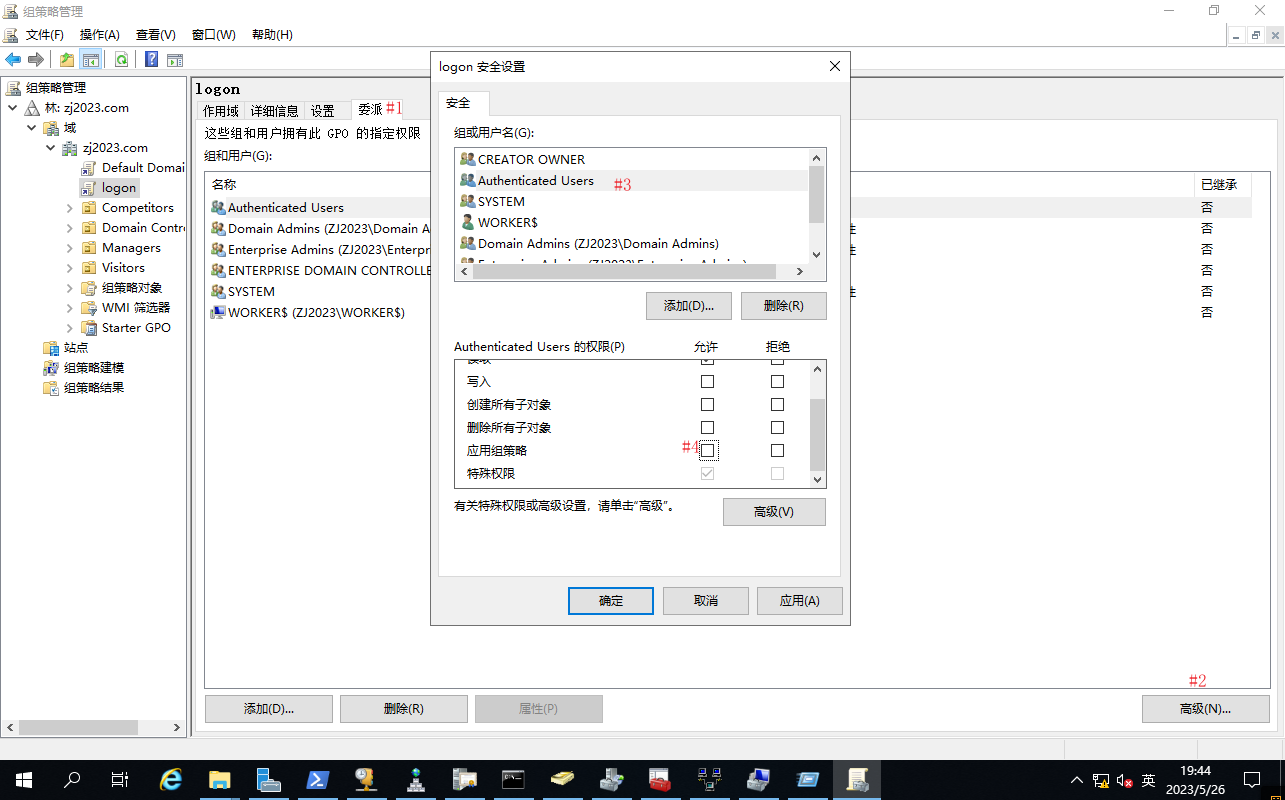 组策略管理
文件(F) 操作(A) 查看(V) 窗口(W) 帮助(H)
组策略管理
林: zj2023.com
域
zj2023.com
Default Domai
logon
Competitors
Domain Contr
Managers
Visitors
组策略对象
WMI 筛选器
Starter GPO
站点
组策略建模
组策略结果
logon
作用域 详细信息 设置 委派 #1
这些组和用户拥有此 GPO 的指定权限
组和用户(G):
名称 已继承
Authenticated Users 否
Domain Admins (ZJ2023\Domain A 性 否
Enterprise Admins (ZJ2023\Enterpr 性 否
ENTERPRISE DOMAIN CONTROLLE 否
SYSTEM 性 否
WORKER$ (ZJ2023\WORKER$) 否
#2
添加(D)... 删除(R) 属性(P) 高级(N)...
logon 安全设置
安全
组或用户名(G):
CREATOR OWNER
Authenticated Users #3
SYSTEM
WORKER$
Domain Admins (ZJ2023\Domain Admins)
Enterprise Admins (ZJ2023\Enterprise Admins)
添加(D)... 删除(R)
Authenticated Users 的权限(P) 允许 拒绝
读取
写入
创建所有子对象
删除所有子对象
应用组策略 #4
特殊权限
有关特殊权限或高级设置，请单击“高级”。
高级(V)
确定 取消 应用(A)
英
19:44
2023/5/26